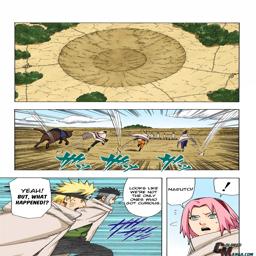 NARUTO!
LOOKS LIKE
WE'RE NOT
THE ONLY
ONES WHO
GOT CURIOUS.
YEAH!
BUT, WHAT
HAPPENED!?